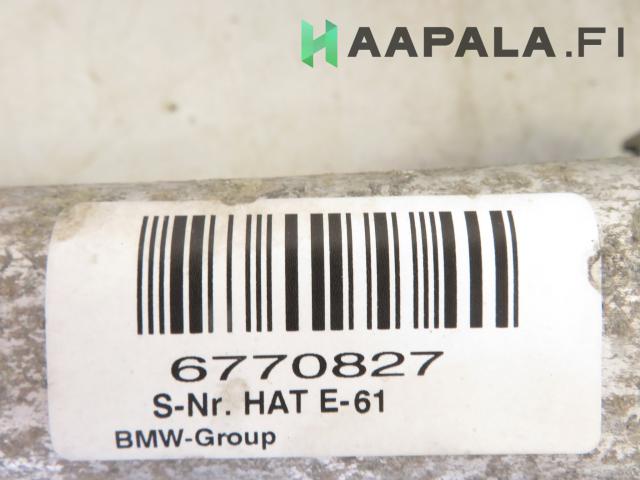 HAAPALA.FI
6770827
S-Nr. HAT E-61
BMW-Group